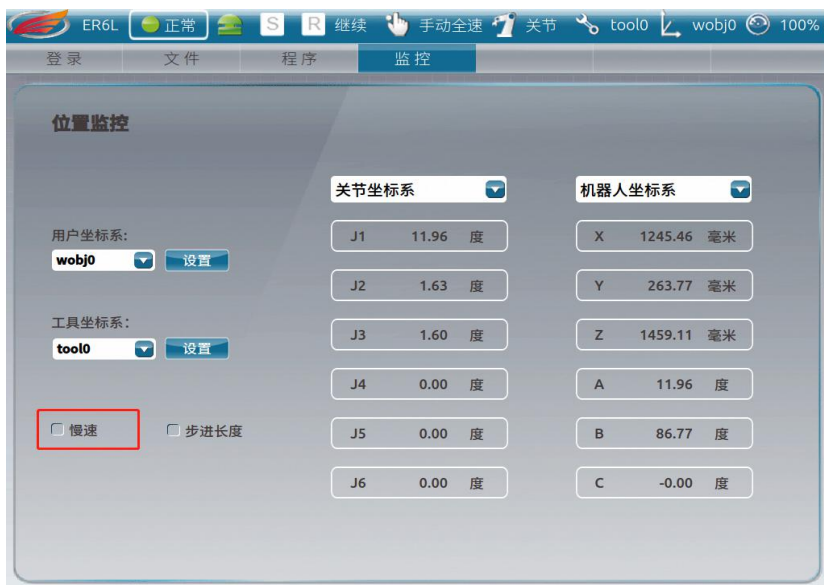 ER6L 正常 S R 继续 手动全速 关节 tool0 wobj0 100%
登录 文件 程序 监控
位置监控
关节坐标系 机器人坐标系
用户坐标系:
wobj0 设置
J1 11.96 度 X 1245.46 毫米
J2 1.63 度 Y 263.77 毫米
工具坐标系:
tool0 设置
J3 1.60 度 Z 1459.11 毫米
J4 0.00 度 A 11.96 度
慢速 步进长度
J5 0.00 度 B 86.77 度
J6 0.00 度 C -0.00 度